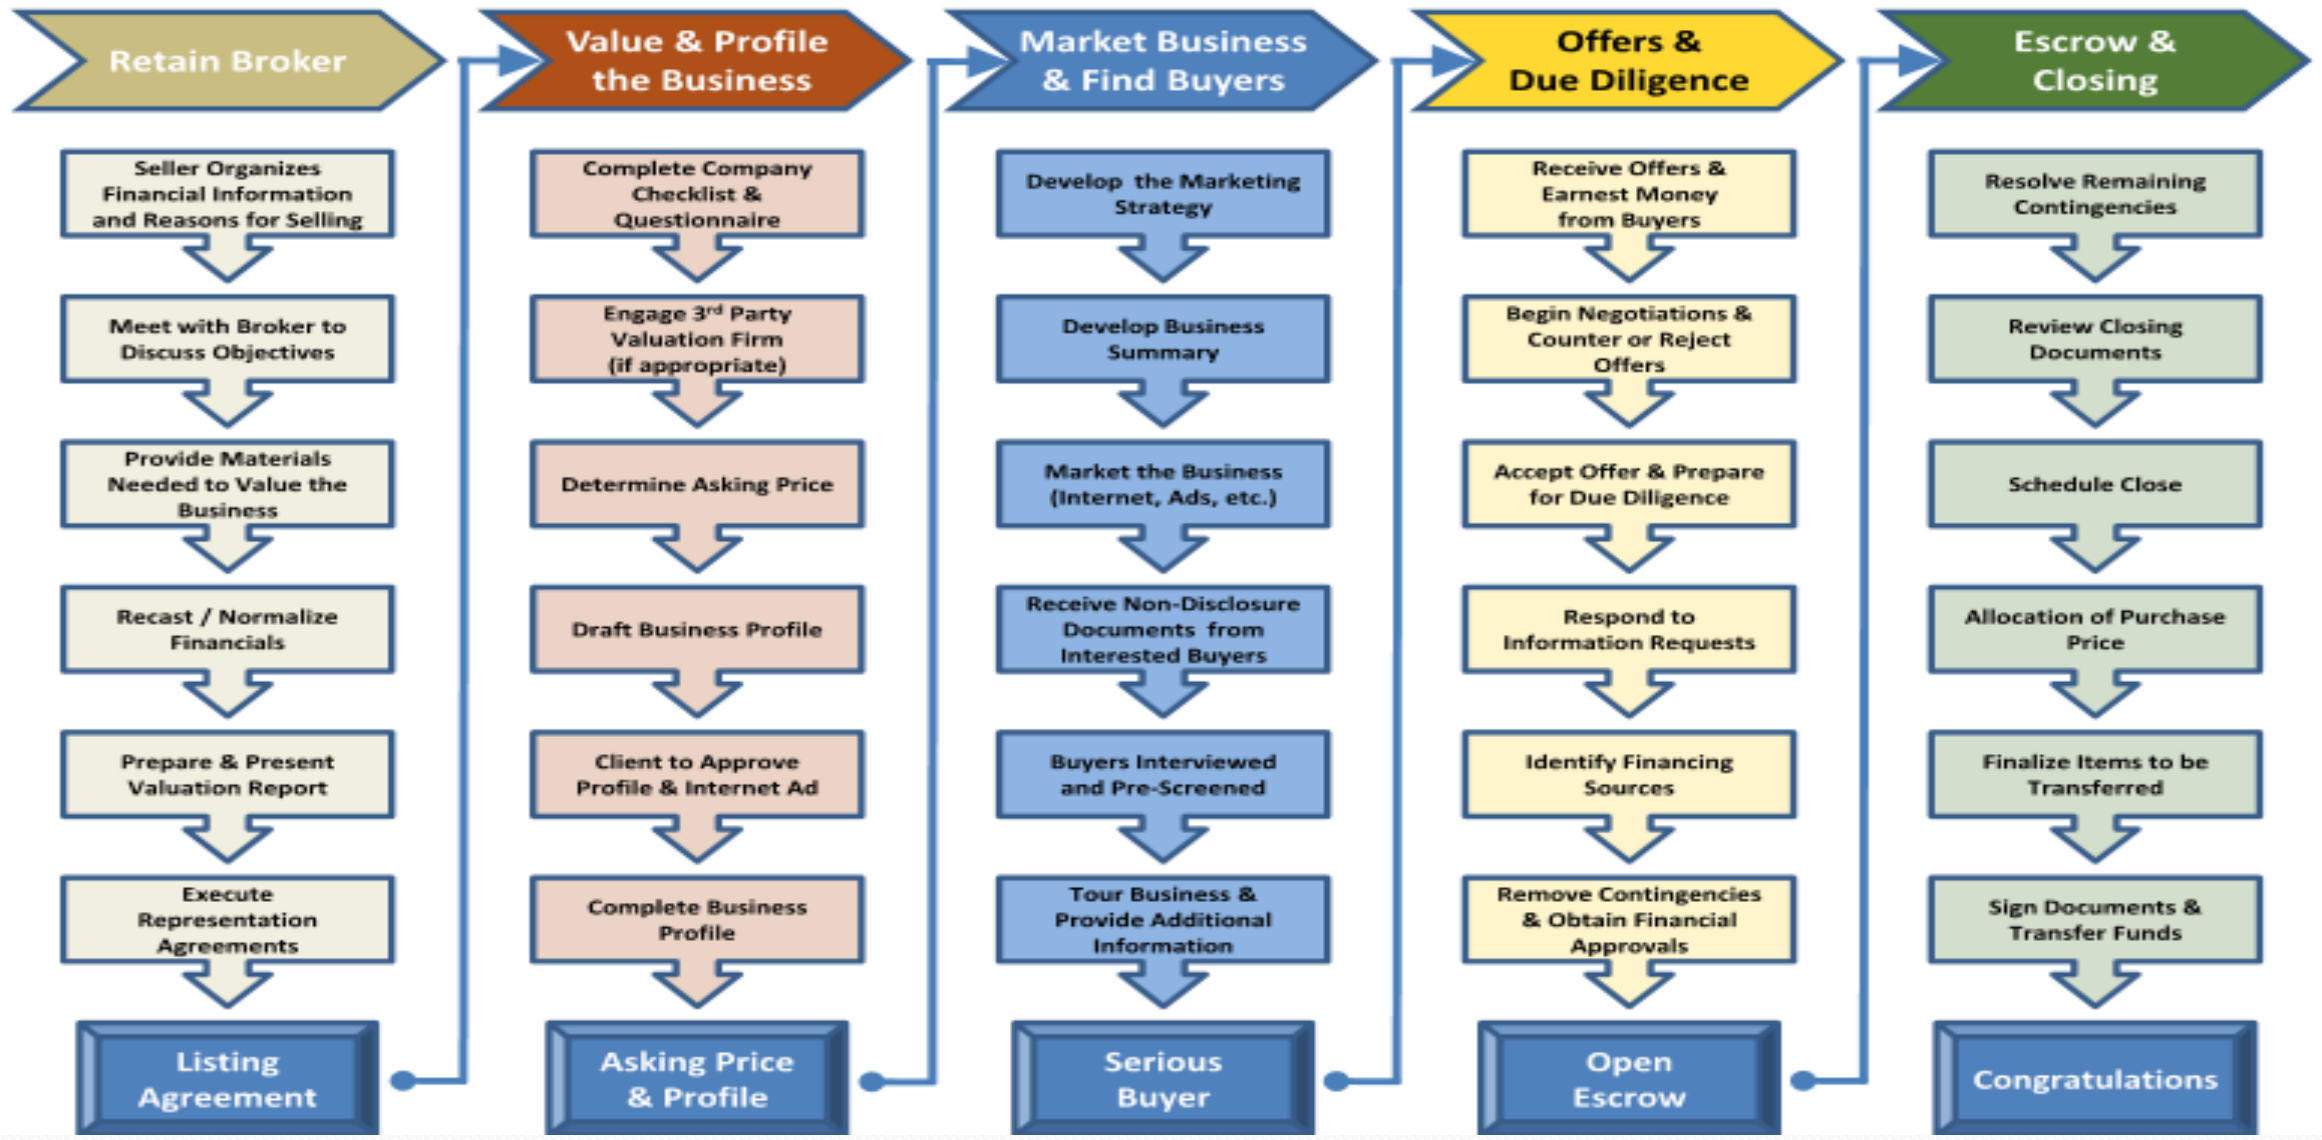 Retain Broker
Seller Organizes
Financial Information
and Reasons for Selling
Meet with Broker to
Discuss Objectives
Provide Materials
Needed to Value the
Business
Recast / Normalize
Financials
Prepare & Present
Valuation Report
Execute
Representation
Agreements
Listing
Agreement
Value & Profile
the Business
Complete Company
Checklist &
Questionnaire
Engage 3rd Party
Valuation Firm
(if appropriate)
Determine Asking Price
Draft Business Profile
Client to Approve
Profile & Internet Ad
Complete Business
Profile
Asking Price
& Profile
Market Business
& Find Buyers
Develop the Marketing
Strategy
Develop Business
Summary
Market the Business
(Internet, Ads, etc.)
Receive Non-Disclosure
Documents from
Interested Buyers
Buyers Interviewed
and Pre-Screened
Tour Business &
Provide Additional
Information
Serious
Buyer
Offers &
Due Diligence
Receive Offers &
Earnest Money
from Buyers
Begin Negotiations &
Counter or Reject
Offers
Accept Offer & Prepare
for Due Diligence
Respond to
Information Requests
Identify Financing
Sources
Remove Contingencies
& Obtain Financial
Approvals
Open
Escrow
Escrow &
Closing
Resolve Remaining
Contingencies
Review Closing
Documents
Schedule Close
Allocation of Purchase
Price
Finalize Items to be
Transferred
Sign Documents &
Transfer Funds
Congratulations